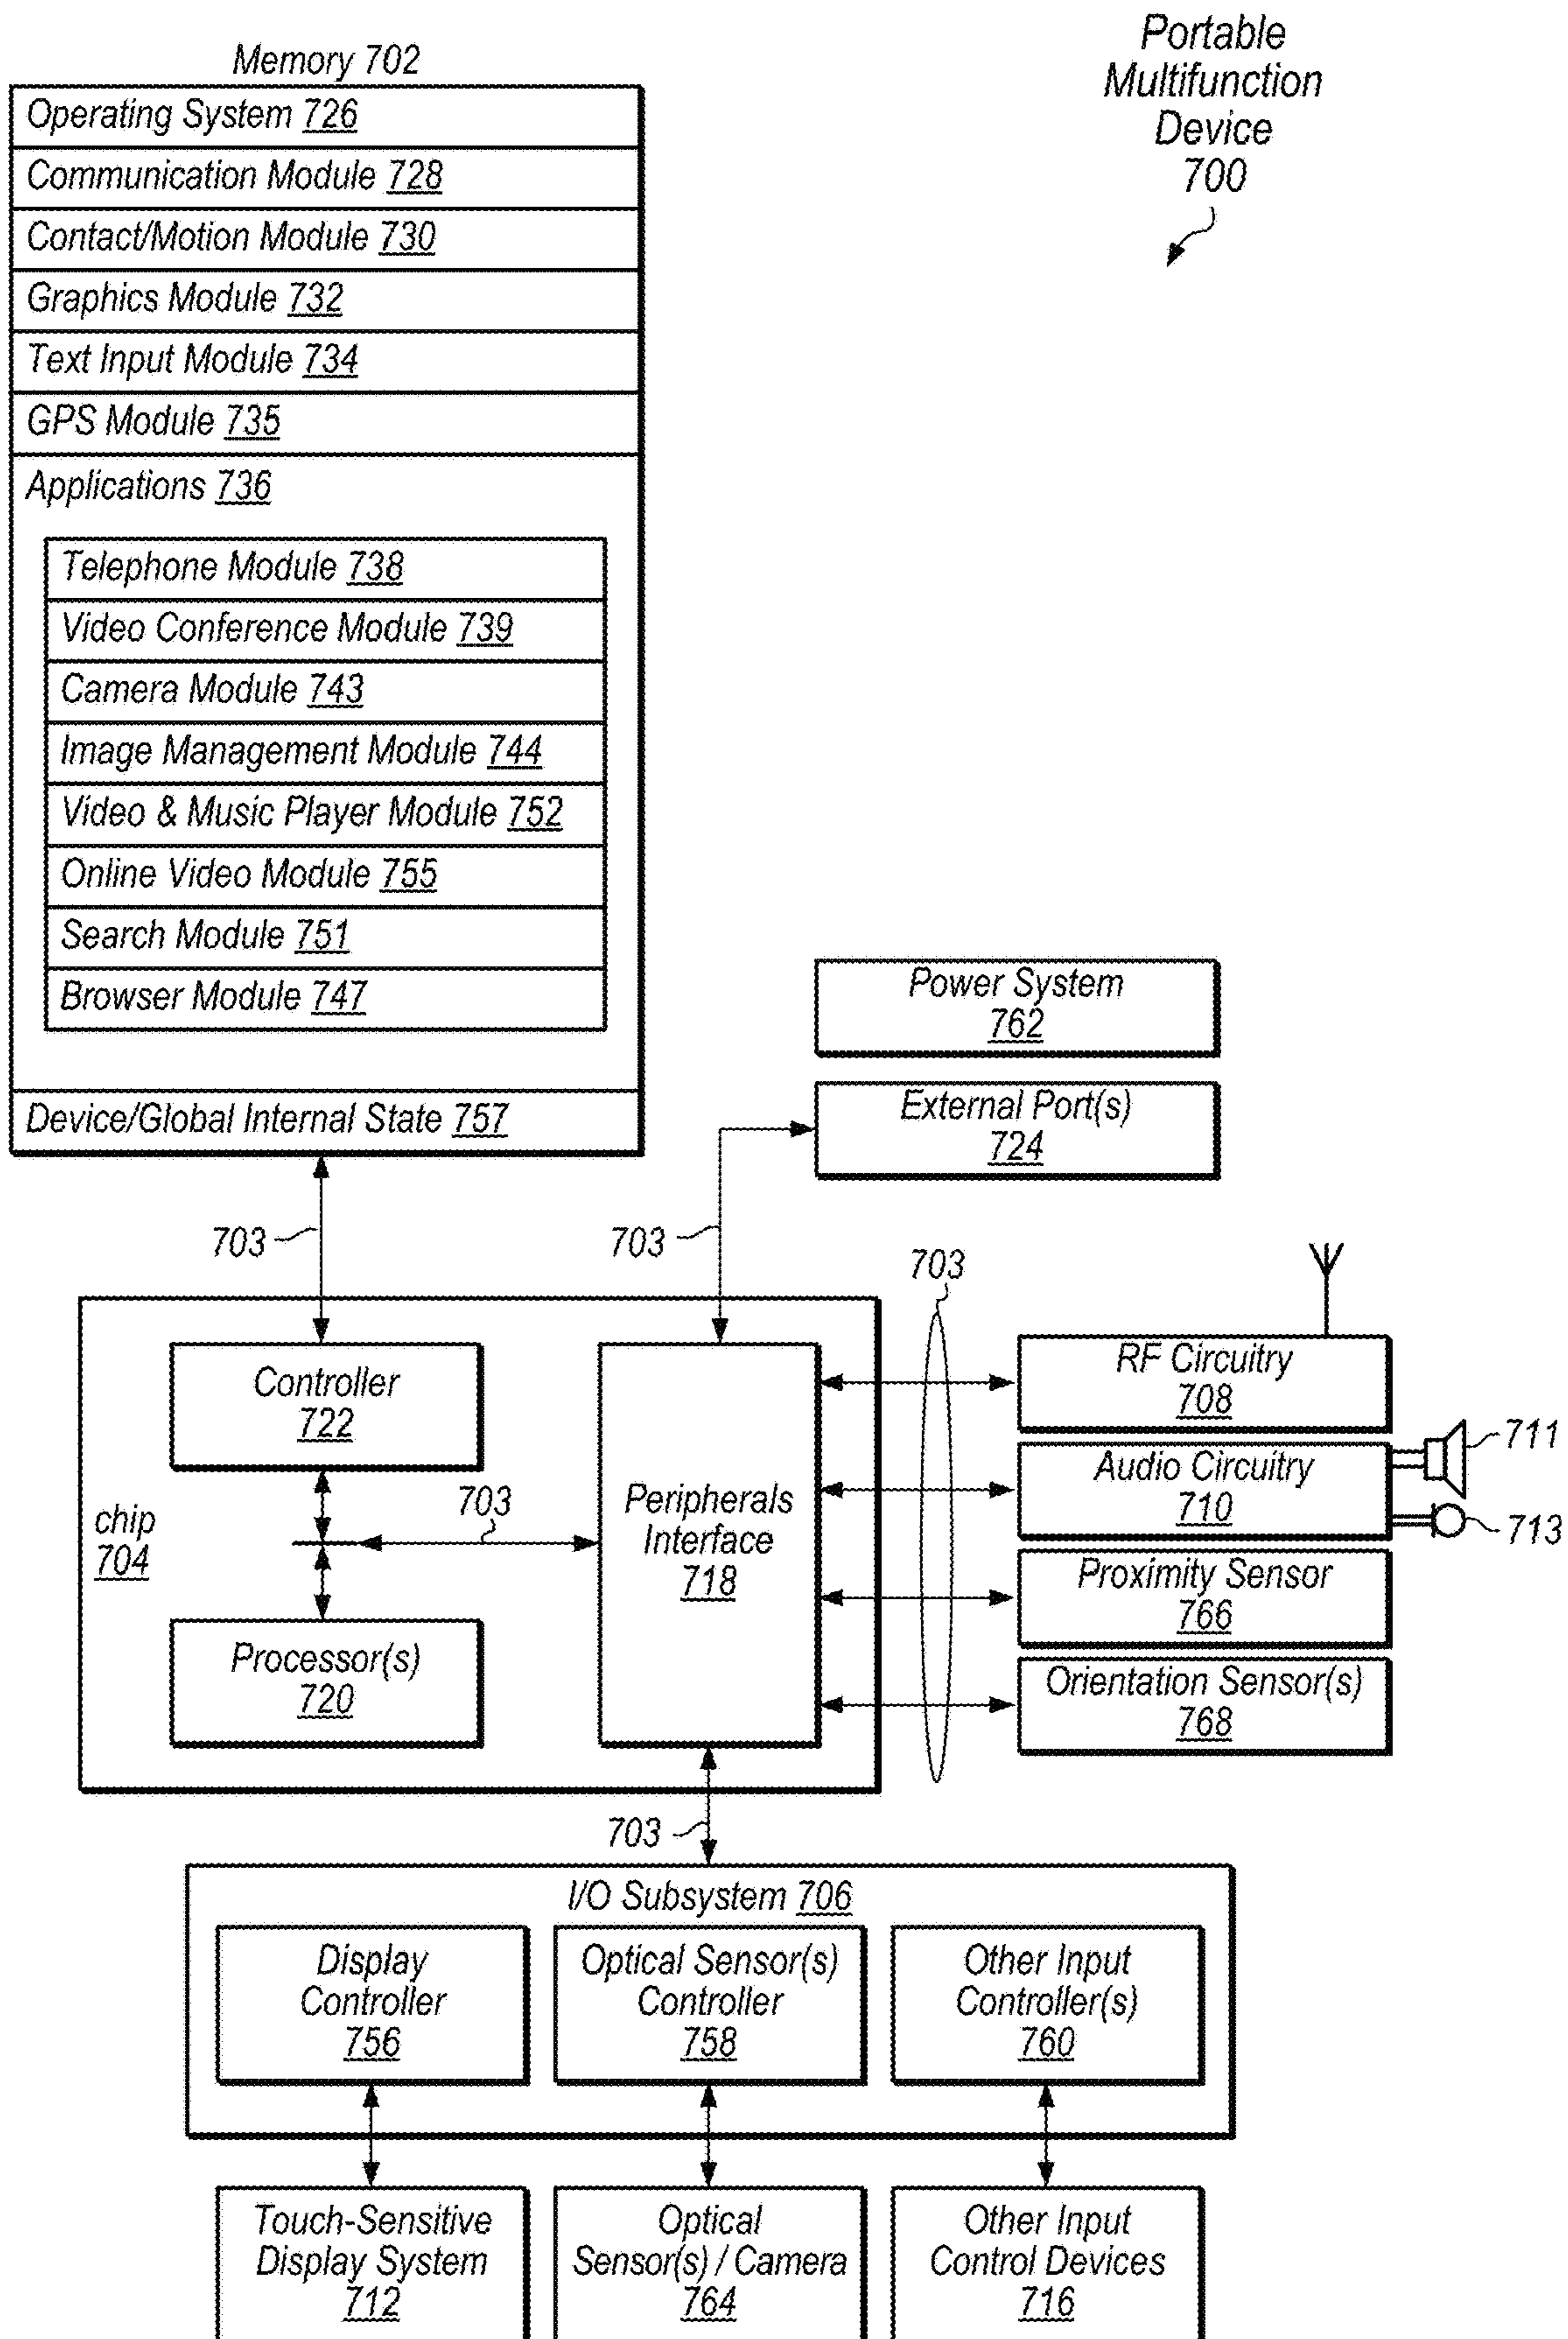 Portable
Multifunction
Device
700
Memory 702
Operating System 726
Communication Module 728
Contact/Motion Module 730
Graphics Module 732
Text Input Module 734
GPS Module 735
Applications 736
Telephone Module 738
Video Conference Module 739
Camera Module 743
Image Management Module 744
Video & Music Player Module 752
Online Video Module 755
Search Module 751
Browser Module 747
Device/Global Internal State 757
Power System
762
External Port(s)
724
703
703
703
chip
704
Controller
722
703
Processor(s)
720
Peripherals
Interface
718
RF Circuitry
708
Audio Circuitry
710
711
713
Proximity Sensor
766
Orientation Sensor(s)
768
703
I/O Subsystem 706
Display
Controller
756
Optical Sensor(s)
Controller
758
Other Input
Controller(s)
760
Touch-Sensitive
Display System
712
Optical
Sensor(s) / Camera
764
Other Input
Control Devices
716